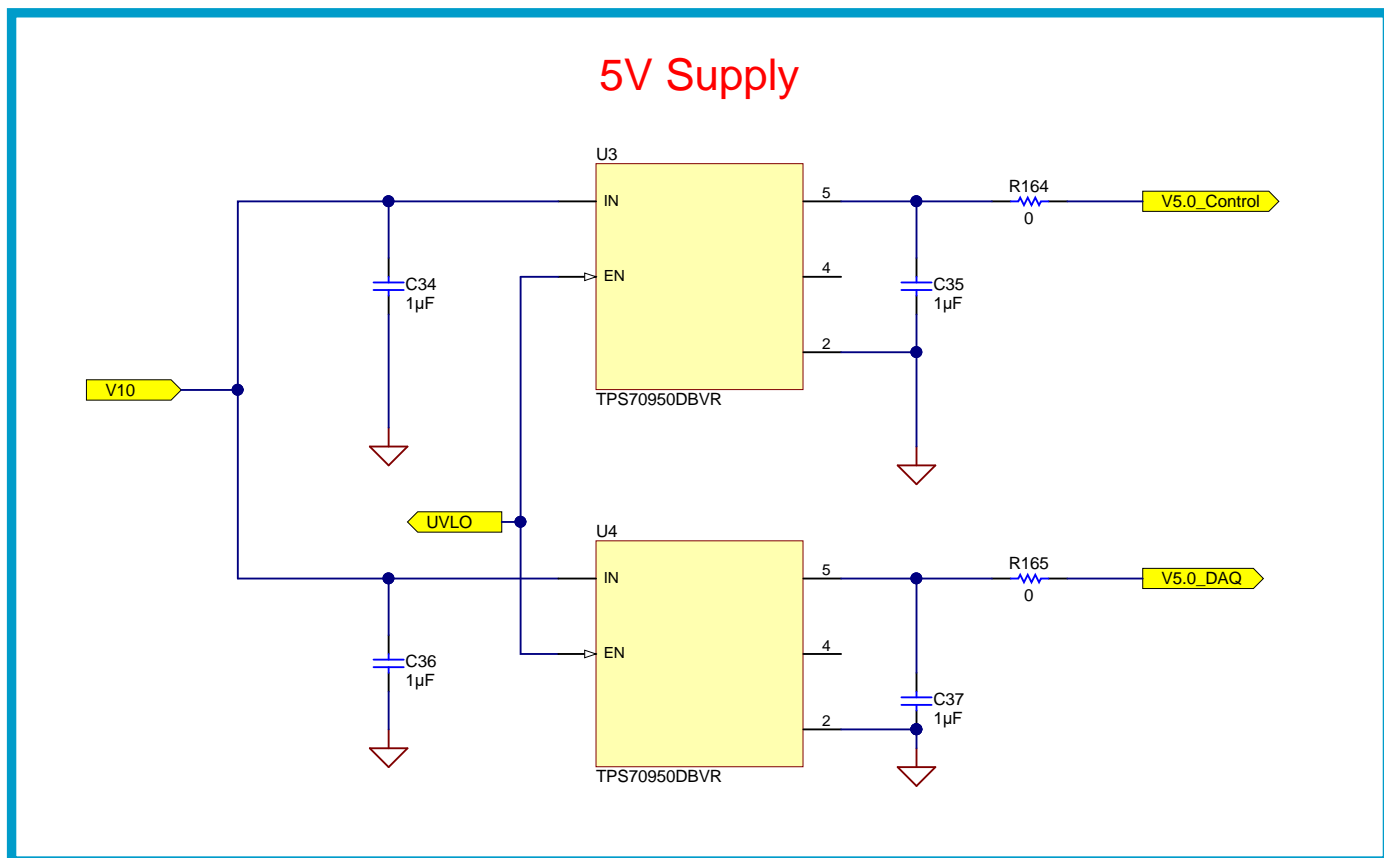 5V Supply
U3
IN
5
R164
0
V5.0_Control
EN
4
C34
1µF
C35
1µF
2
V10
TPS70950DBVR
UVLO
U4
IN
5
R165
0
V5.0_DAQ
EN
4
C36
1µF
C37
1µF
2
TPS70950DBVR